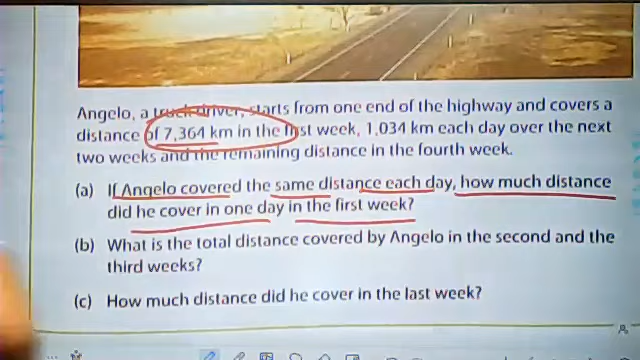 Angelo, a truck driver, starts from one end of the highway and covers a
distance of 7,364 km in the first week, 1,034 km each day over the next
two weeks and the remaining distance in the fourth week.
(a) If Angelo covered the same distance each day, how much distance
did he cover in one day in the first week?
(b) What is the total distance covered by Angelo in the second and the
third weeks?
(c) How much distance did he cover in the last week?